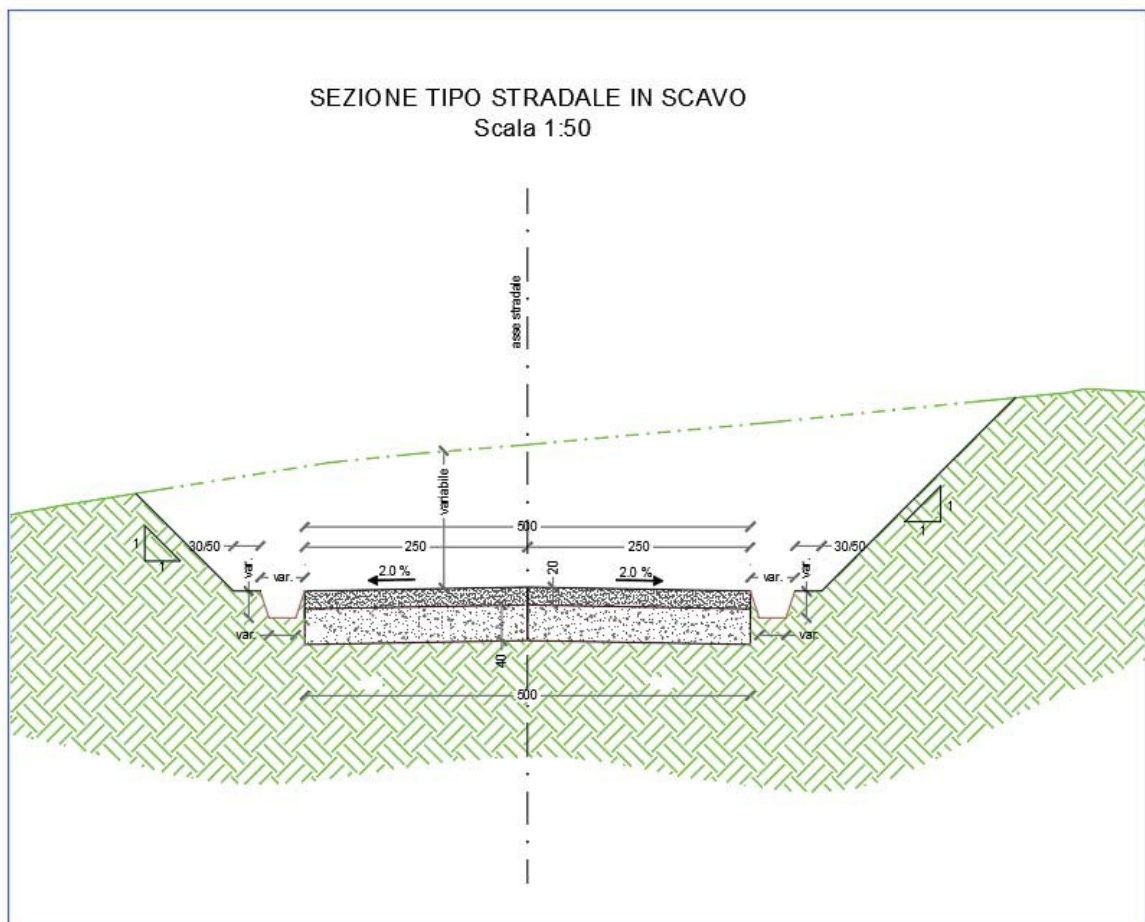 SEZIONE TIPO STRADALE IN SCAVO
Scala 1:50
asse stradale
variabile
500
1
1
30/50
250
250
30/50
1
1
var.
var.
2.0 %
20
2.0 %
var.
var.
var.
40
var.
500